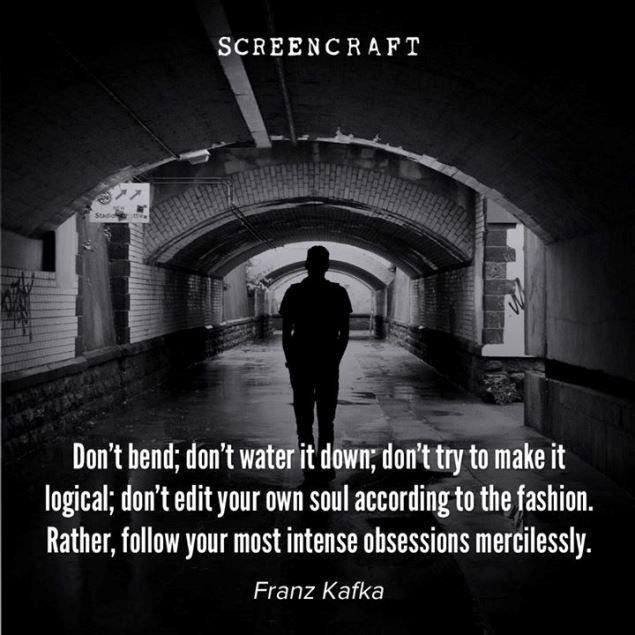 SCREENCRAFT
Don't bend; don't water it down; don't try to make it
logical; don't edit your own soul according to the fashion.
Rather, follow your most intense obsessions mercilessly.
Franz Kafka